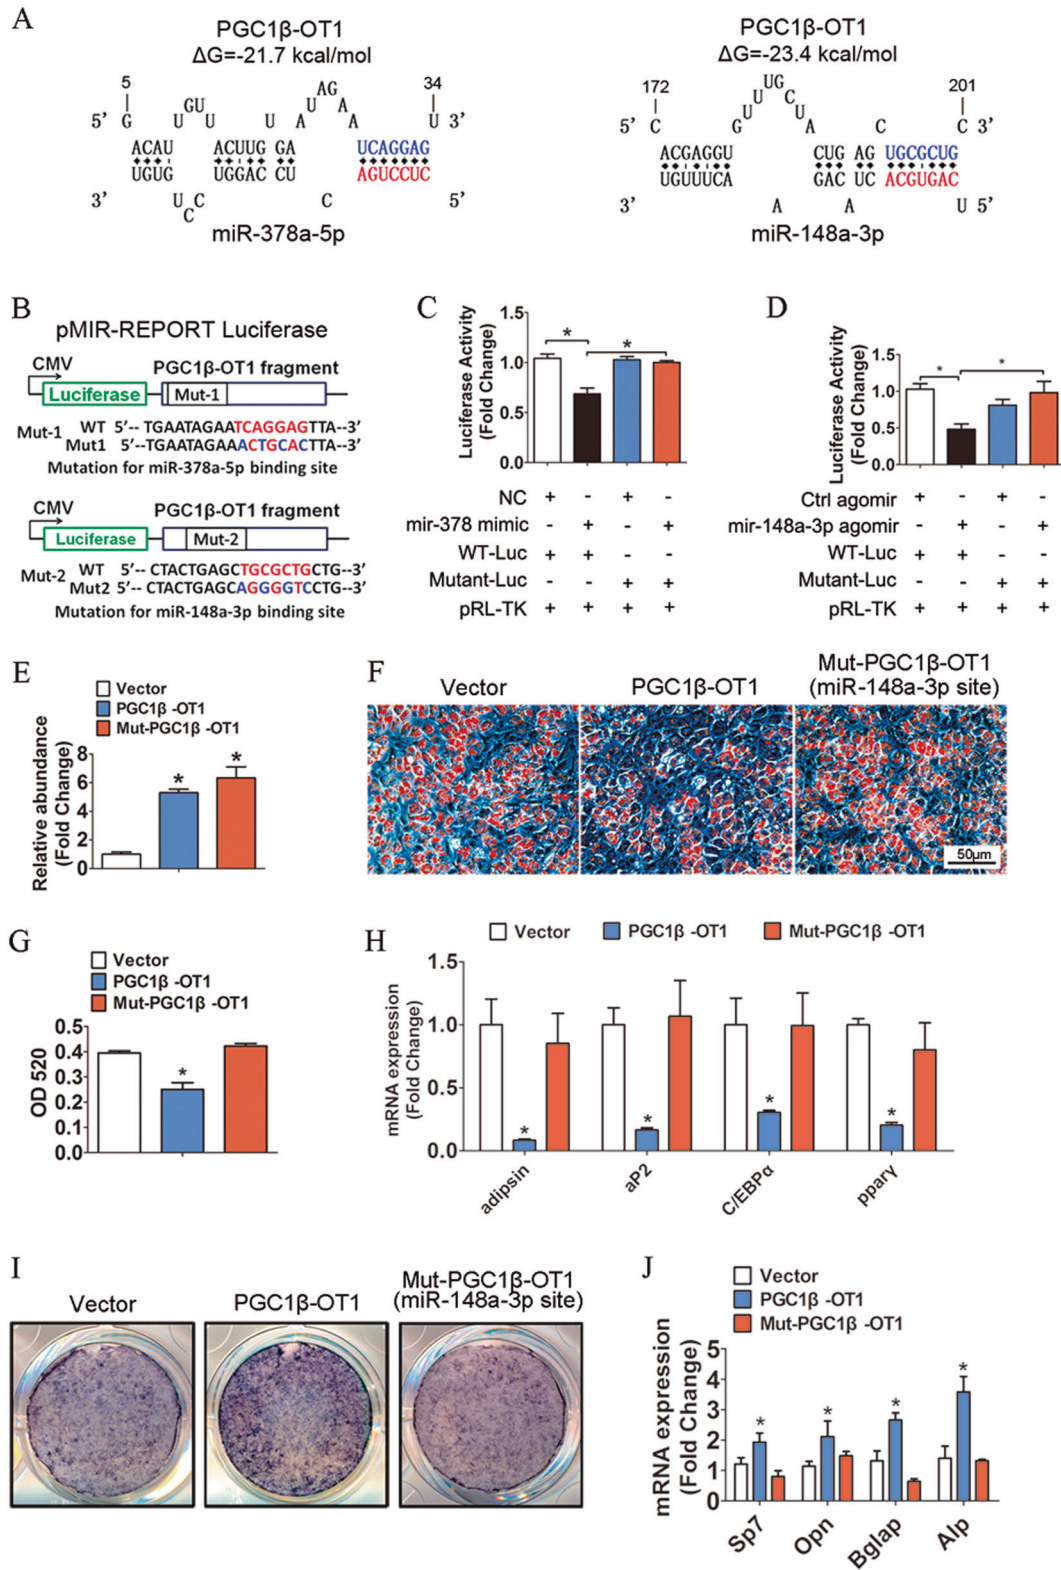 A
PGC1β-OT1
ΔG=-21.7 kcal/mol
5 34
5' G U GU U U A U AG A A U 3'
ACAU ACUUG GA UCAGGAG
UGUG UGGAC CU AGUCCUC
3' U C C C C 5'
miR-378a-5p
PGC1β-OT1
ΔG=-23.4 kcal/mol
172 201
5' C G U U UG C U A C C 3'
ACGAGGU CUG AG UGCGCUG
UGUUUCA GAC UC ACGUGAC
3' A A U 5'
miR-148a-3p
B
pMIR-REPORT Luciferase
CMV PGC1β-OT1 fragment
Luciferase Mut-1
Mut-1 WT 5'-- TGAATAGAATCAGGAGTTA--3'
Mut1 5'-- TGAATAGAAACTGCACTTA--3'
Mutation for miR-378a-5p binding site
CMV PGC1β-OT1 fragment
Luciferase Mut-2
Mut-2 WT 5'-- CTACTGAGCTGCGCTGCTG--3'
Mut2 5'-- CTACTGAGCAGGGGTCCTG--3'
Mutation for miR-148a-3p binding site
C
Luciferase Activity
(Fold Change)
1.5
1.0
0.5
0.0
* *
NC + - + -
mir-378 mimic - + - +
WT-Luc + + - -
Mutant-Luc - - + +
pRL-TK + + + +
D
Luciferase Activity
(Fold Change)
1.5
1.0
0.5
0.0
* *
Ctrl agomir + - + -
mir-148a-3p agomir - + - +
WT-Luc + + - -
Mutant-Luc - - + +
pRL-TK + + + +
E
Vector
PGC1β -OT1
Mut-PGC1β -OT1
Relative abundance
(Fold Change)
8
6
4
2
0
* *
F
Vector
PGC1β-OT1
Mut-PGC1β-OT1
(miR-148a-3p site)
50μm
G
Vector
PGC1β -OT1
Mut-PGC1β -OT1
OD 520
0.5
0.4
0.3
0.2
0.1
0.0
*
H
Vector PGC1β -OT1 Mut-PGC1β -OT1
mRNA expression
(Fold Change)
1.5
1.0
0.5
0.0
* * * *
adipsin aP2 C/EBPα pparγ
I
Vector
PGC1β-OT1
Mut-PGC1β-OT1
(miR-148a-3p site)
J
Vector
PGC1β -OT1
Mut-PGC1β -OT1
mRNA expression
(Fold Change)
5
4
3
2
1
0
* * * *
Sp7 Opn Bglap Alp